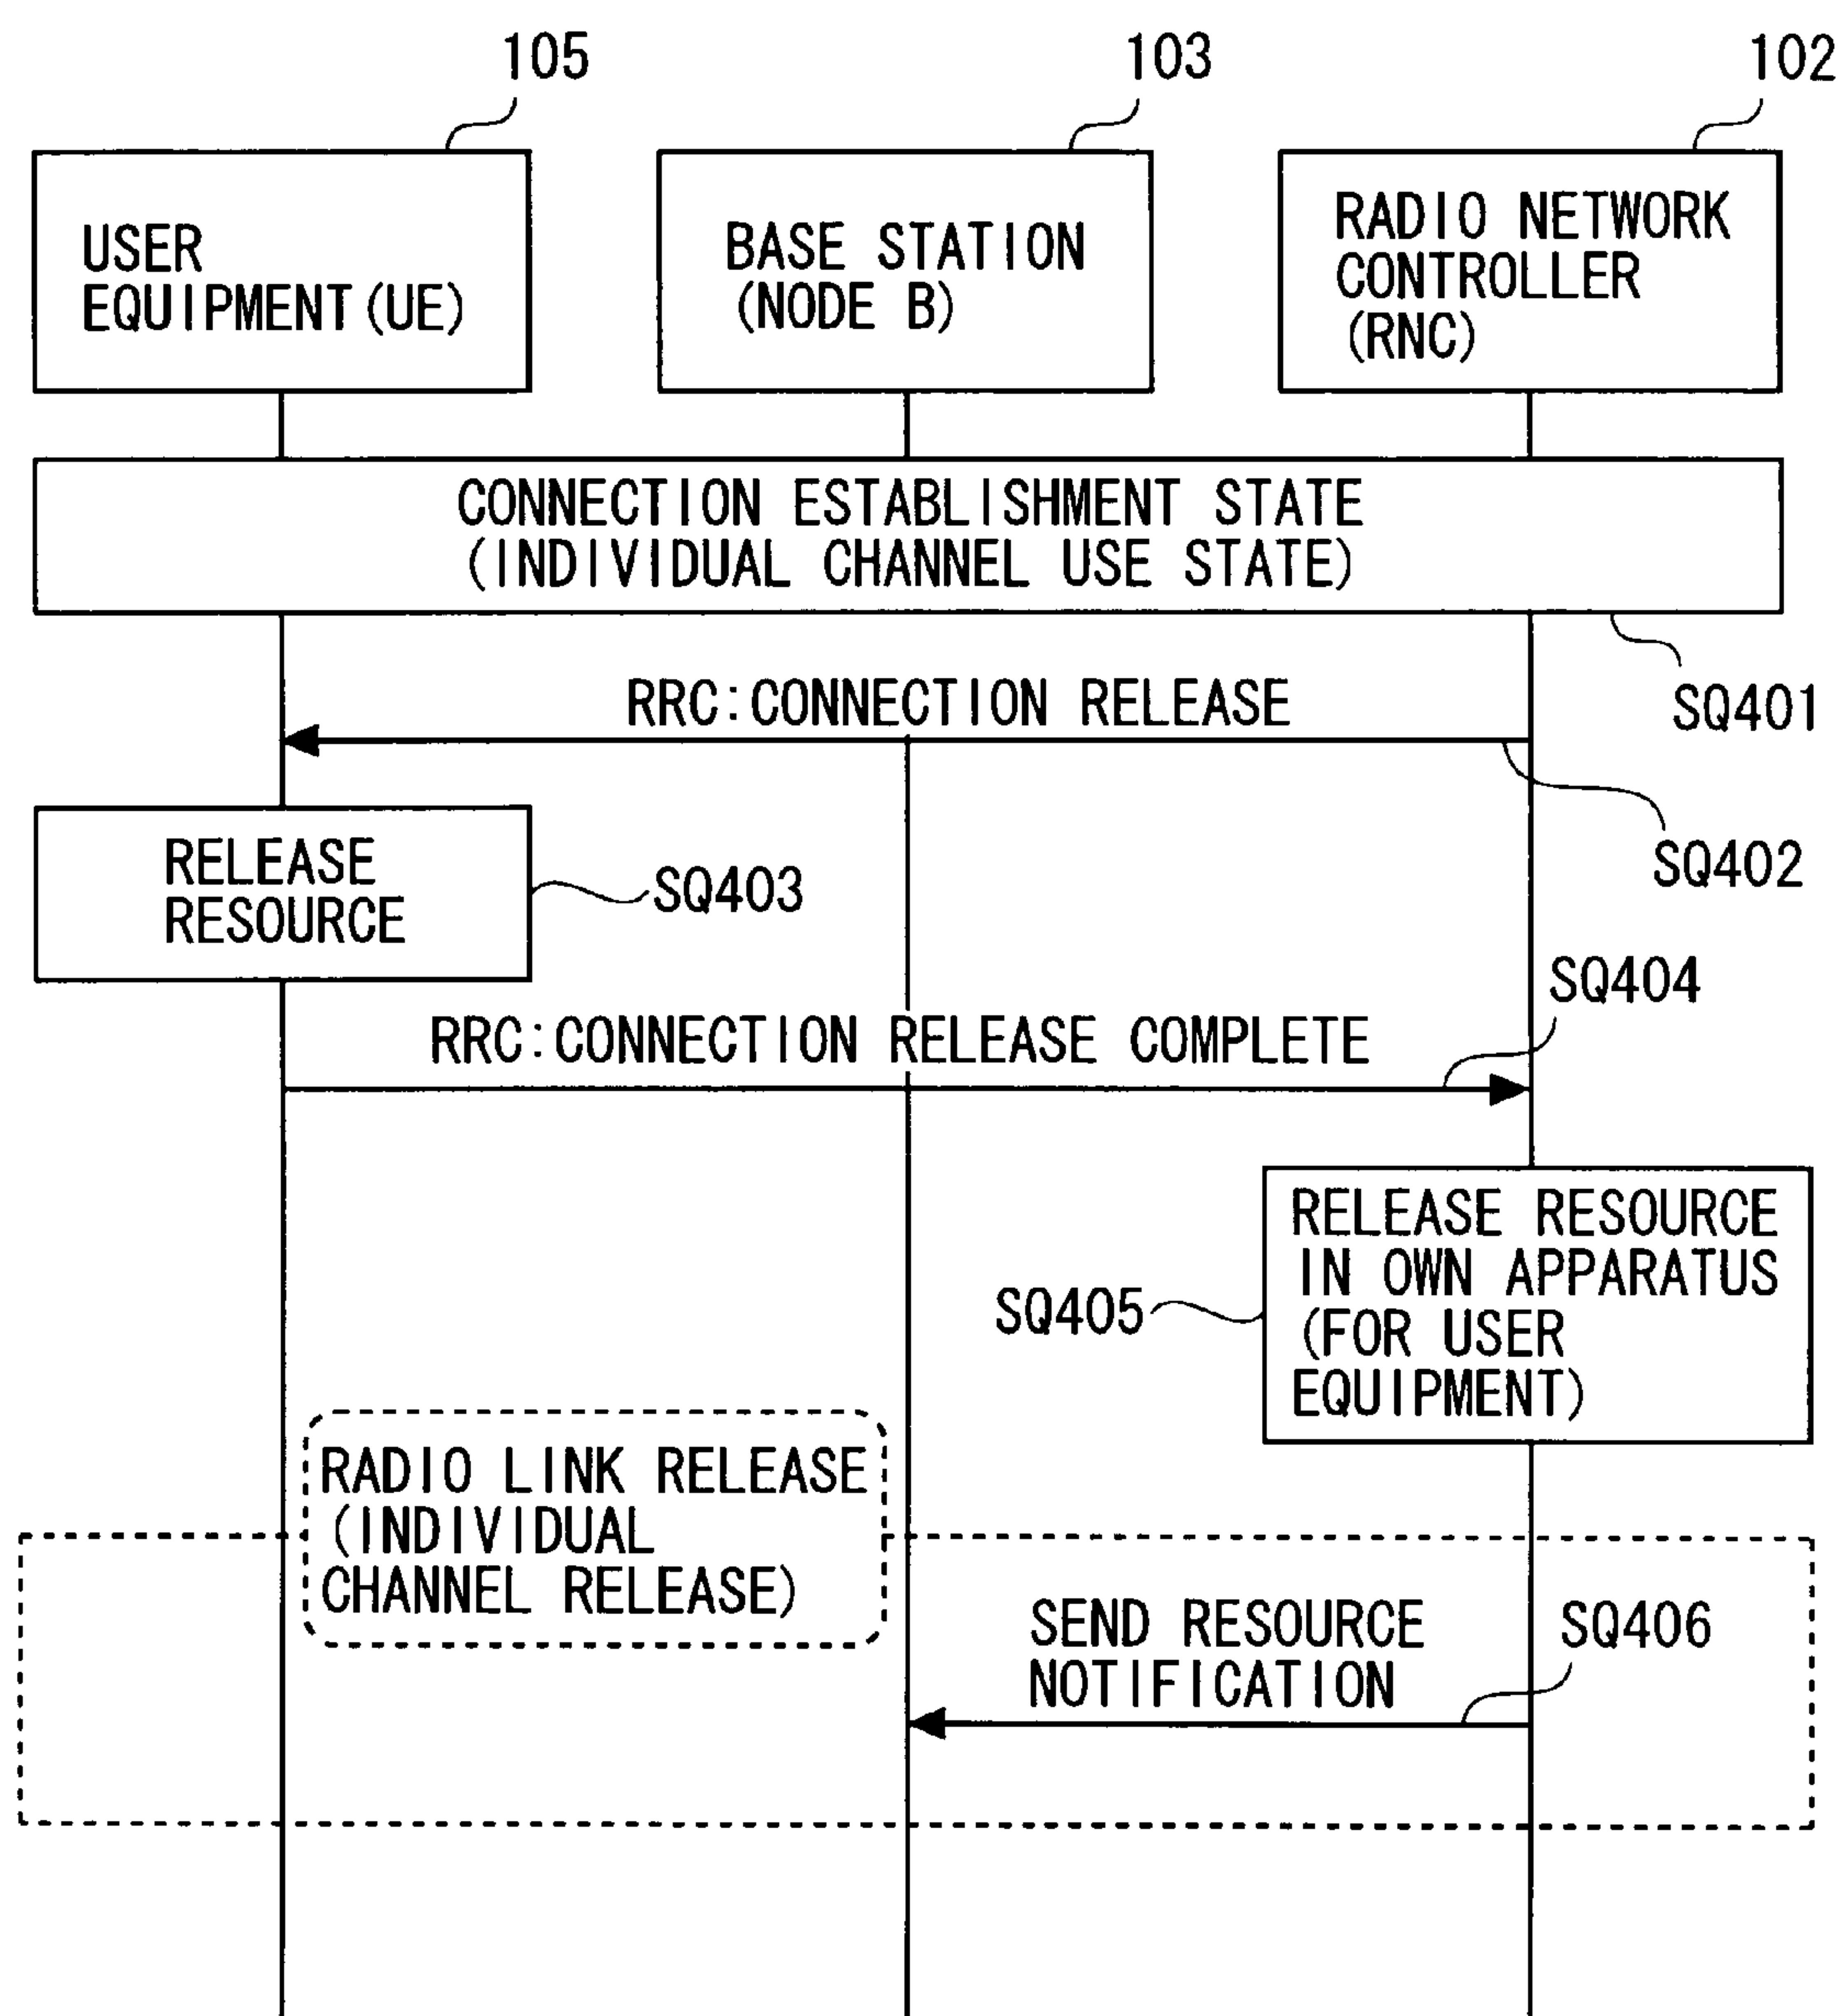 105
103
102
USER
EQUIPMENT(UE)
BASE STATION
(NODE B)
RADIO NETWORK
CONTROLLER
(RNC)
CONNECTION ESTABLISHMENT STATE
(INDIVIDUAL CHANNEL USE STATE)
SQ401
RRC:CONNECTION RELEASE
SQ402
RELEASE
RESOURCE
SQ403
SQ404
RRC:CONNECTION RELEASE COMPLETE
RELEASE RESOURCE
IN OWN APPARATUS
(FOR USER
EQUIPMENT)
SQ405
RADIO LINK RELEASE
(INDIVIDUAL
CHANNEL RELEASE)
SEND RESOURCE
NOTIFICATION
SQ406